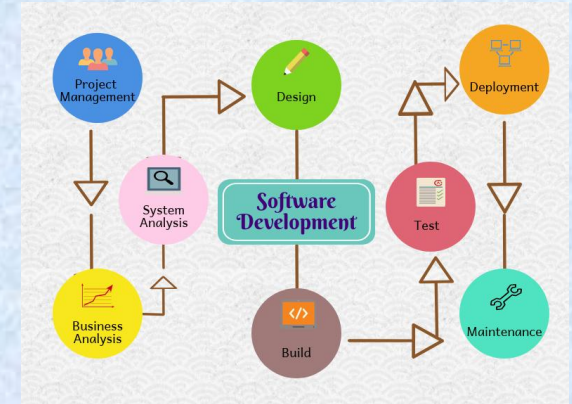 Project
Management
Business
Analysis
System
Analysis
Design
Software
Development
</>
Build
Test
Deployment
Maintenance